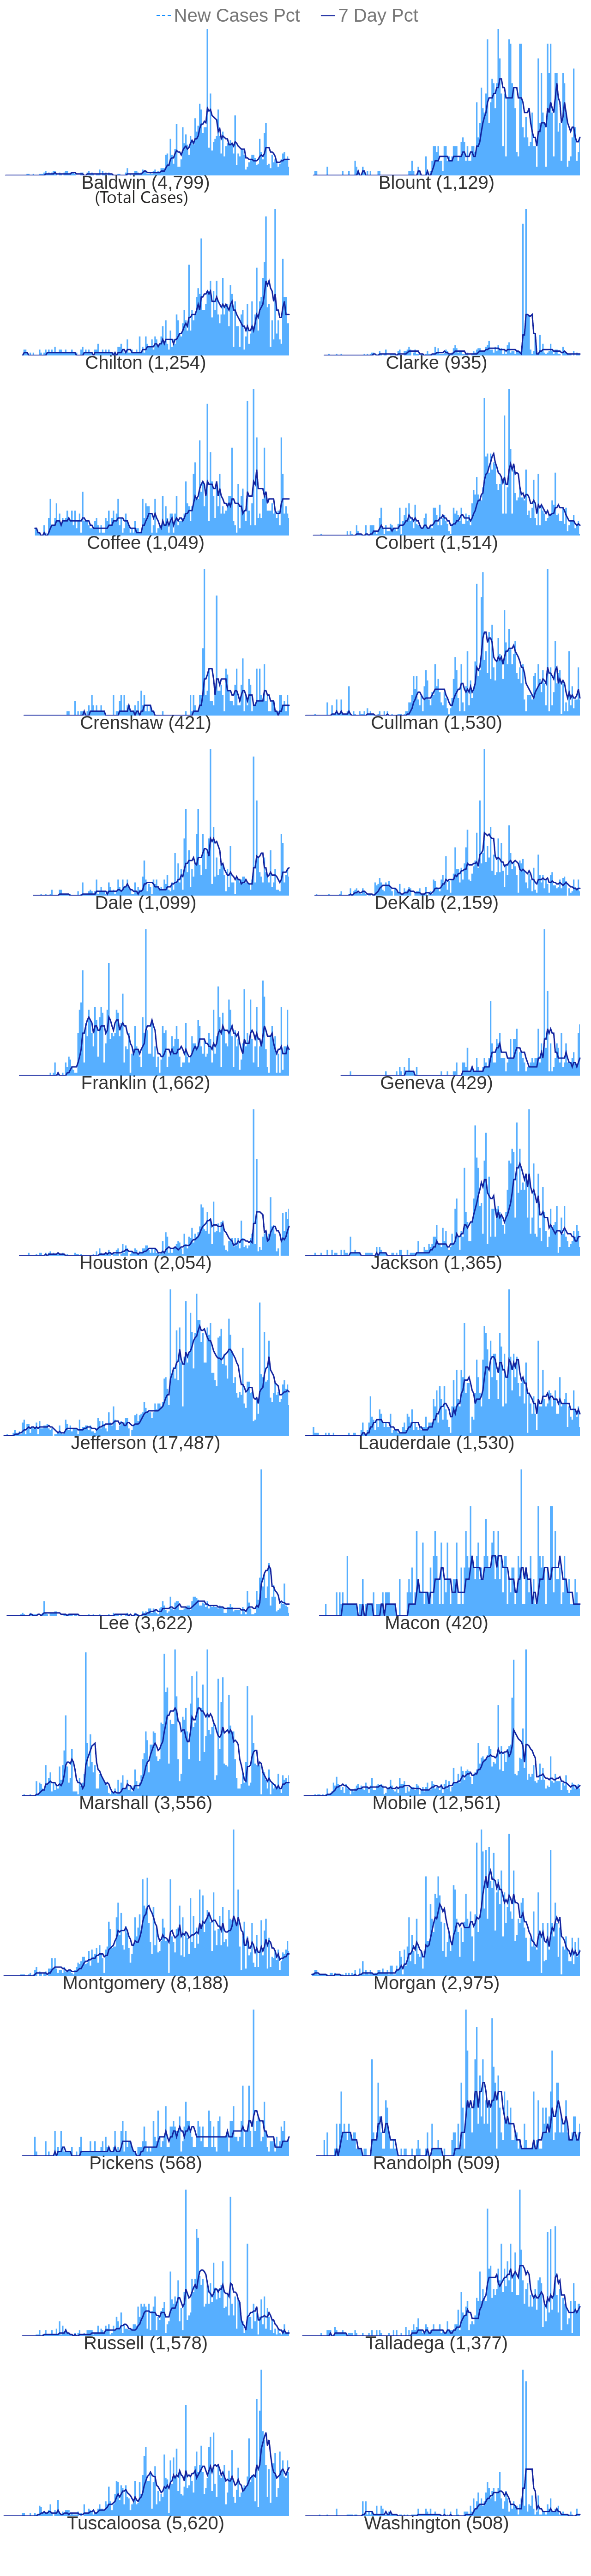 New Cases Pct 7 Day Pct
Baldwin (4,799) Blount (1,129)
(Total Cases)
Chilton (1,254) Clarke (935)
Coffee (1,049) Colbert (1,514)
Crenshaw (421) Cullman (1,530)
Dale (1,099) DeKalb (2,159)
Franklin (1,662) Geneva (429)
Houston (2,054) Jackson (1,365)
Jefferson (17,487) Lauderdale (1,530)
Lee (3,622) Macon (420)
Marshall (3,556) Mobile (12,561)
Montgomery (8,188) Morgan (2,975)
Pickens (568) Randolph (509)
Russell (1,578) Talladega (1,377)
Tuscaloosa (5,620) Washington (508)